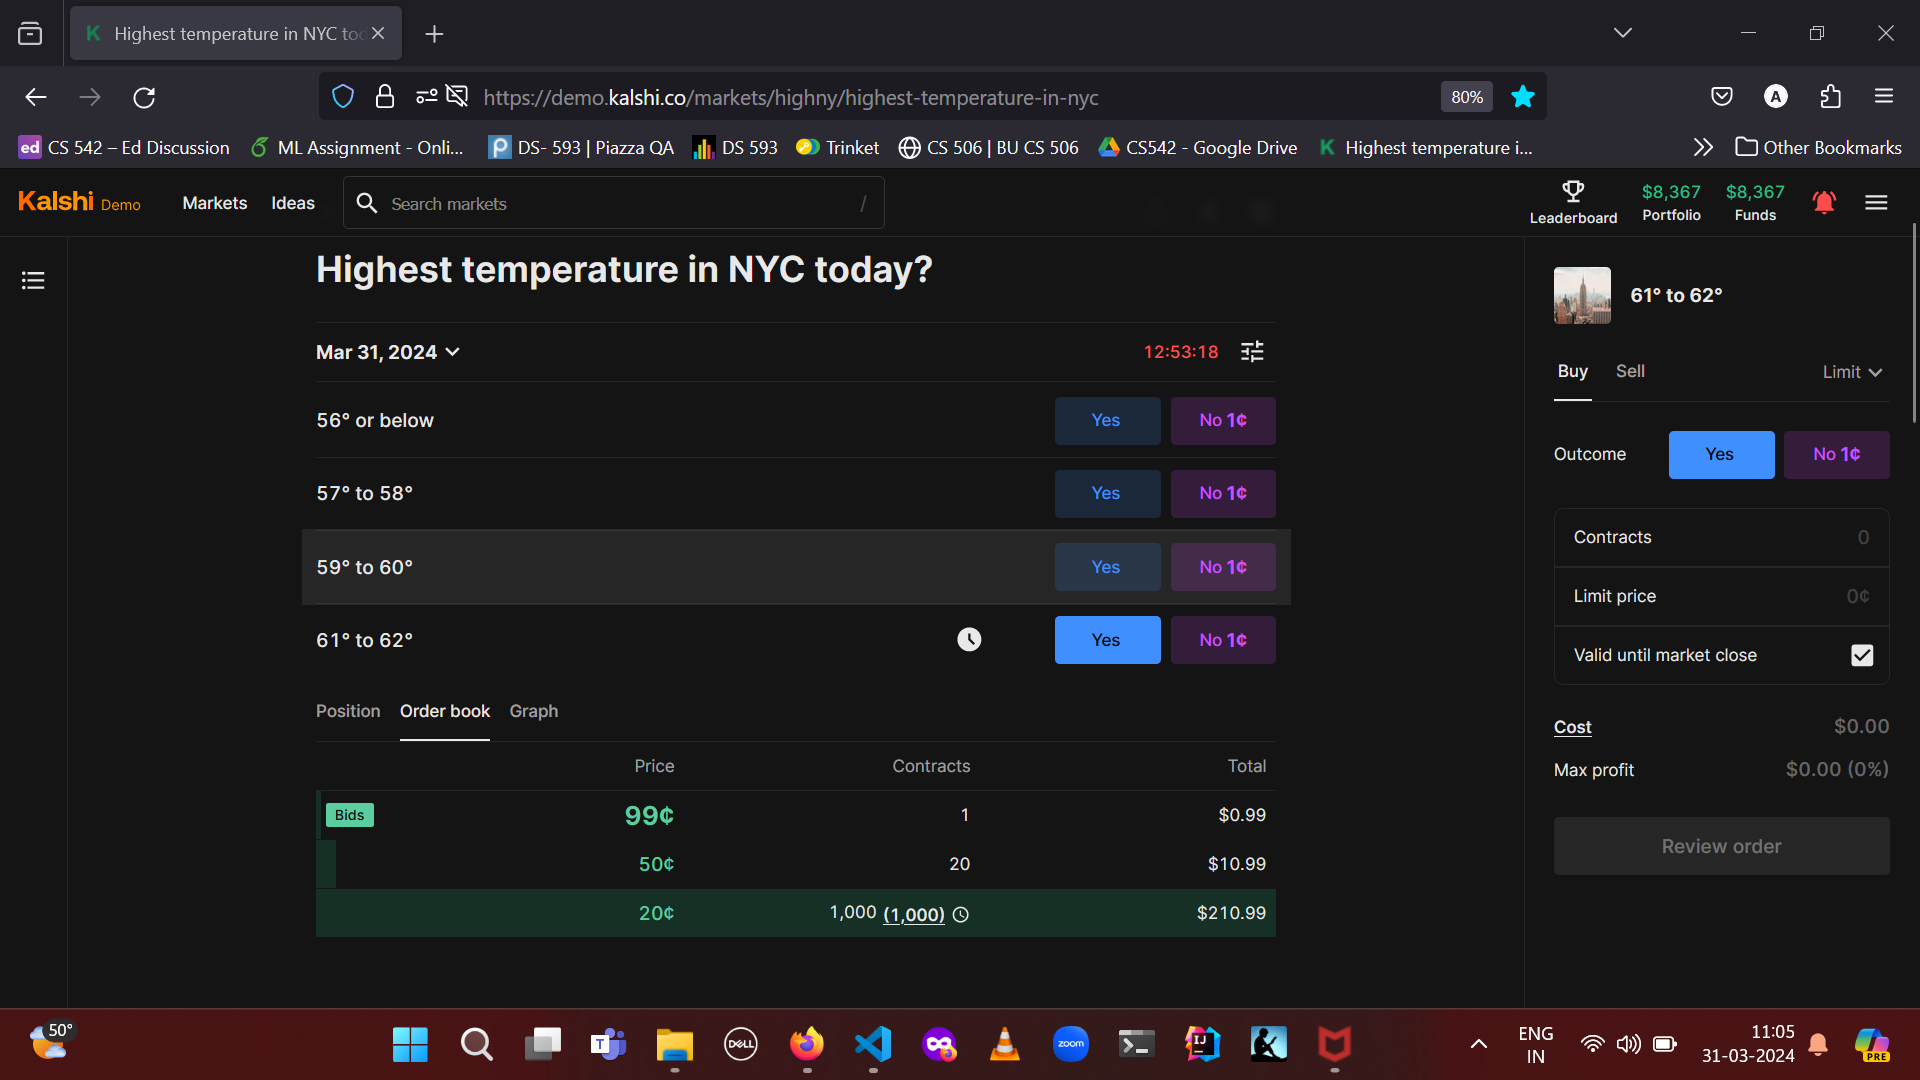 Highest temperature in NYC to
https://demo.kalshi.co/markets/highny/highest-temperature-in-nyc
80%
A
ed CS 542 – Ed Discussion
ML Assignment - Onli...
DS- 593 | Piazza QA
DS 593
Trinket
CS 506 | BU CS 506
CS542 - Google Drive
K Highest temperature i...
Other Bookmarks
Kalshi Demo
Markets
Ideas
Search markets
/
Leaderboard
$8,367
Portfolio
$8,367
Funds
Highest temperature in NYC today?
Mar 31, 2024
12:53:18
56° or below Yes No 1¢
57° to 58° Yes No 1¢
59° to 60° Yes No 1¢
61° to 62° Yes No 1¢
Position Order book Graph
Price Contracts Total
Bids 99¢ 1 $0.99
50¢ 20 $10.99
20¢ 1,000 (1,000) $210.99
61° to 62°
Buy Sell Limit
Outcome Yes No 1¢
Contracts 0
Limit price 0¢
Valid until market close
Cost $0.00
Max profit $0.00 (0%)
Review order
50°
T
DELL
zoom
IJ
ENG
IN
11:05
31-03-2024
PRE